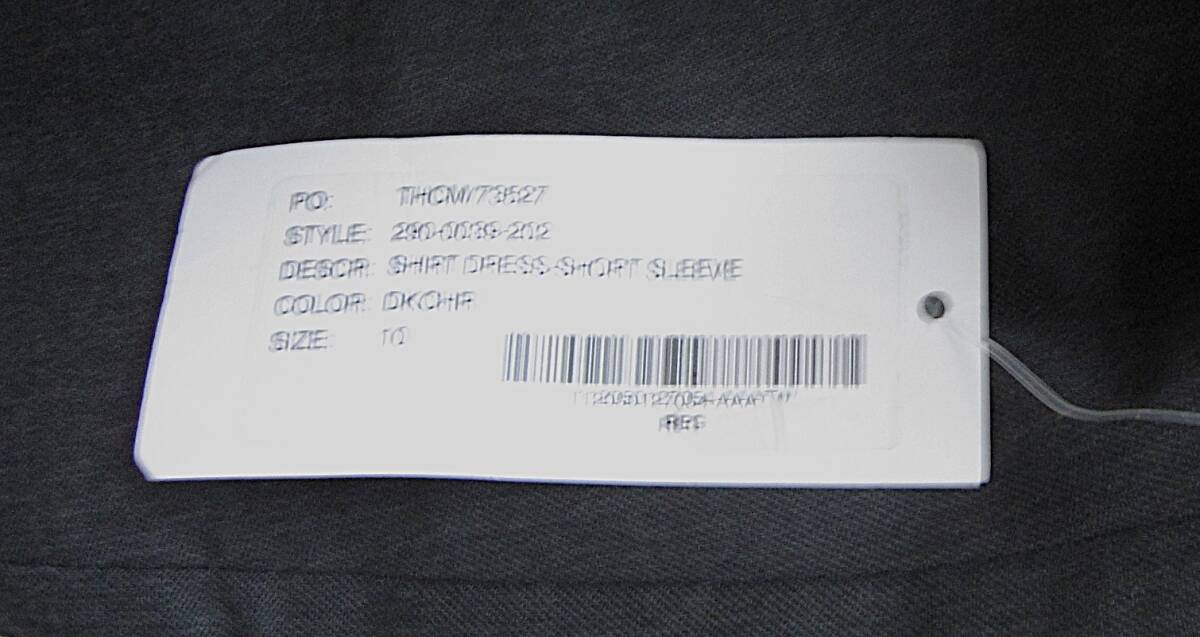 PO: THCM/73527
STYLE: 290-0039-202
DESCR: SHIRT DRESS-SHORT SLEEVE
COLOR: DKCHR
SIZE: 10
REG